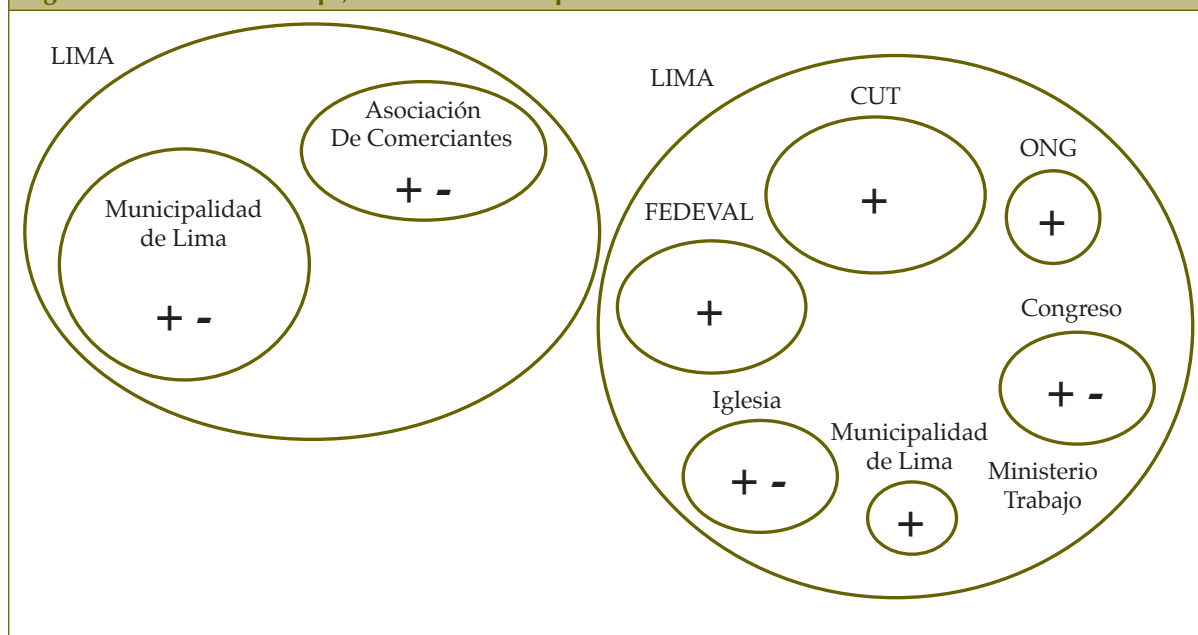 LIMA
Asociación
De Comerciantes
+ -
Municipalidad
de Lima
+ -
LIMA
CUT
+
ONG
+
FEDEVAL
+
Congreso
+ -
Iglesia
+ -
Municipalidad
de Lima
+
Ministerio
Trabajo